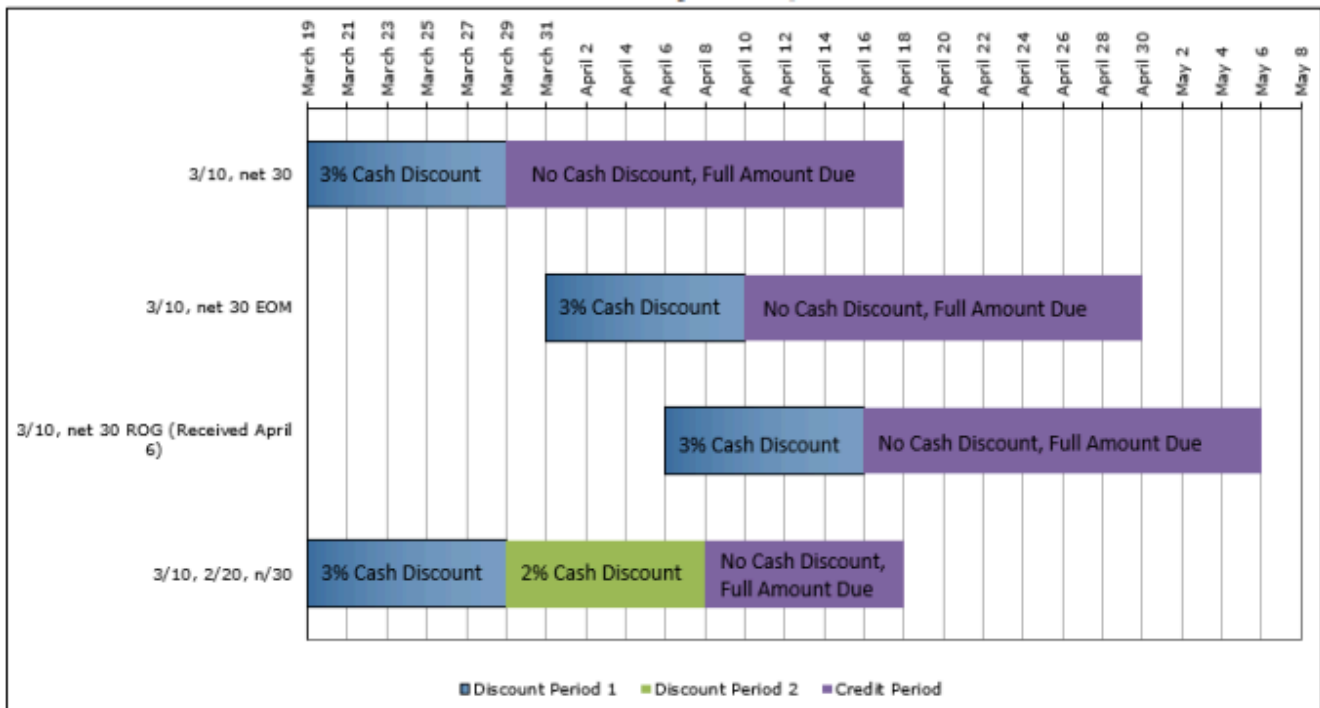 March 19
March 21
March 23
March 25
March 27
March 29
March 31
April 2
April 4
April 6
April 8
April 10
April 12
April 14
April 16
April 18
April 20
April 22
April 24
April 26
April 28
April 30
May 2
May 4
May 6
May 8
3/10, net 30
3% Cash Discount
No Cash Discount, Full Amount Due
3/10, net 30 EOM
3% Cash Discount
No Cash Discount, Full Amount Due
3/10, net 30 ROG (Received April
6)
3% Cash Discount
No Cash Discount, Full Amount Due
3/10, 2/20, n/30
3% Cash Discount
2% Cash Discount
No Cash Discount,
Full Amount Due
Discount Period 1
Discount Period 2
Credit Period